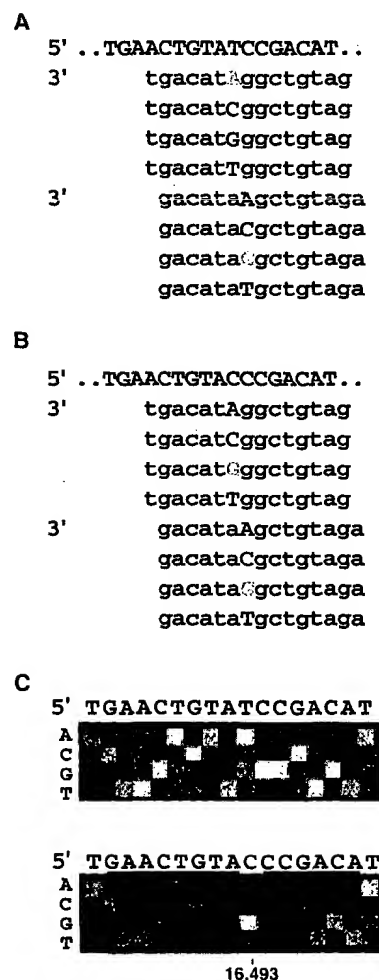 A
5' ..TGAACTGTATCCGACAT..
3' tgacatAggctgtag
tgacatCggctgtag
tgacatGggctgtag
tgacatTggctgtag
3' gacataAgctgtaga
gacataCgctgtaga
gacataGgctgtaga
gacataTgctgtaga
B
5' ..TGAACTGTACCCGACAT..
3' tgacatAggctgtag
tgacatCggctgtag
tgacatGggctgtag
tgacatTggctgtag
3' gacataAgctgtaga
gacataCgctgtaga
gacataGgctgtaga
gacataTgctgtaga
C
5' TGAACTGTATCCGACAT
A
C
G
T
TGAACTGTACCCGACAT
A
C
G
T
16,493